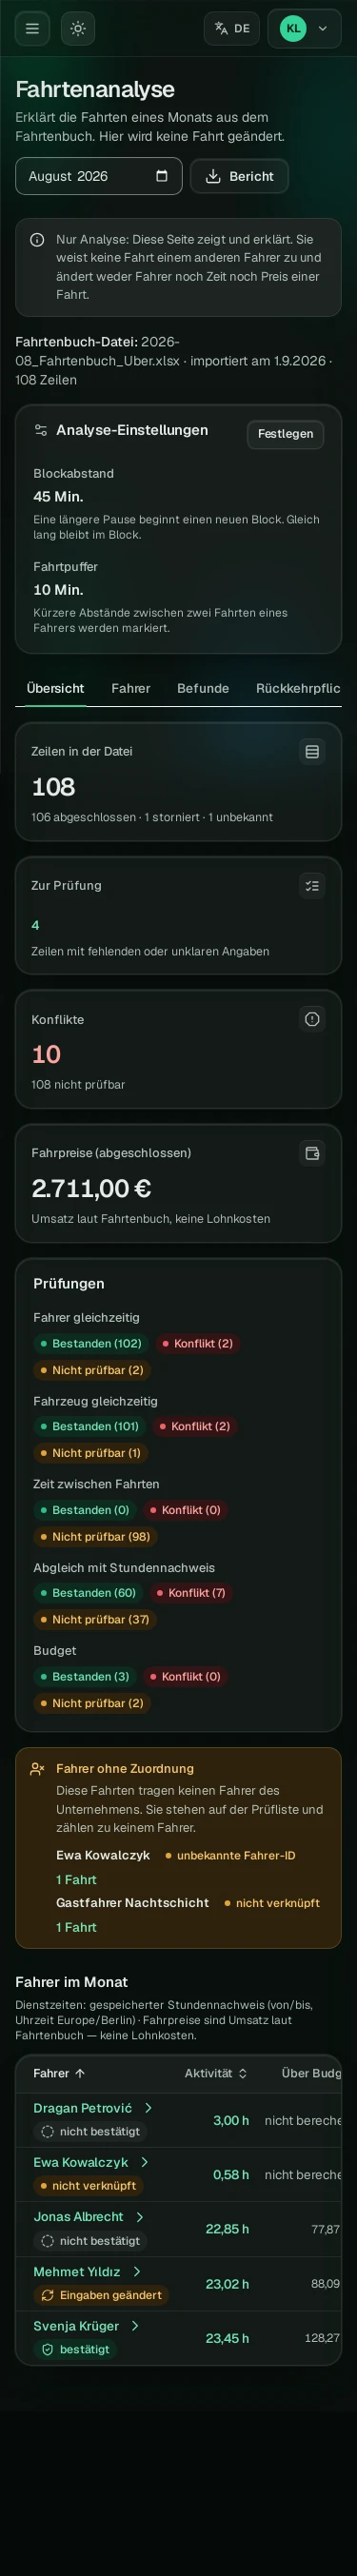 DE
KL
Fahrtenanalyse
Erklärt die Fahrten eines Monats aus dem
Fahrtenbuch. Hier wird keine Fahrt geändert.
August 2026
Bericht
Nur Analyse: Diese Seite zeigt und erklärt. Sie
weist keine Fahrt einem anderen Fahrer zu und
ändert weder Fahrer noch Zeit noch Preis einer
Fahrt.
Fahrtenbuch-Datei: 2026-
08_Fahrtenbuch_Uber.xlsx · importiert am 1.9.2026 ·
108 Zeilen
Analyse-Einstellungen
Festlegen
Blockabstand
45 Min.
Eine längere Pause beginnt einen neuen Block. Gleich
lang bleibt im Block.
Fahrtpuffer
10 Min.
Kürzere Abstände zwischen zwei Fahrten eines
Fahrers werden markiert.
Übersicht Fahrer Befunde Rückkehrpflic
Zeilen in der Datei
108
106 abgeschlossen · 1 storniert · 1 unbekannt
Zur Prüfung
4
Zeilen mit fehlenden oder unklaren Angaben
Konflikte
10
108 nicht prüfbar
Fahrpreise (abgeschlossen)
2.711,00 €
Umsatz laut Fahrtenbuch, keine Lohnkosten
Prüfungen
Fahrer gleichzeitig
Bestanden (102) Konflikt (2)
Nicht prüfbar (2)
Fahrzeug gleichzeitig
Bestanden (101) Konflikt (2)
Nicht prüfbar (1)
Zeit zwischen Fahrten
Bestanden (0) Konflikt (0)
Nicht prüfbar (98)
Abgleich mit Stundennachweis
Bestanden (60) Konflikt (7)
Nicht prüfbar (37)
Budget
Bestanden (3) Konflikt (0)
Nicht prüfbar (2)
Fahrer ohne Zuordnung
Diese Fahrten tragen keinen Fahrer des
Unternehmens. Sie stehen auf der Prüfliste und
zählen zu keinem Fahrer.
Ewa Kowalczyk unbekannte Fahrer-ID
1 Fahrt
Gastfahrer Nachtschicht nicht verknüpft
1 Fahrt
Fahrer im Monat
Dienstzeiten: gespeicherter Stundennachweis (von/bis,
Uhrzeit Europe/Berlin) · Fahrpreise sind Umsatz laut
Fahrtenbuch — keine Lohnkosten.
Fahrer Aktivität Über Budg
Dragan Petrović 3,00 h nicht bereche
nicht bestätigt
Ewa Kowalczyk 0,58 h nicht bereche
nicht verknüpft
Jonas Albrecht 22,85 h 77,87
nicht bestätigt
Mehmet Yıldız 23,02 h 88,09
Eingaben geändert
Svenja Krüger 23,45 h 128,27
bestätigt